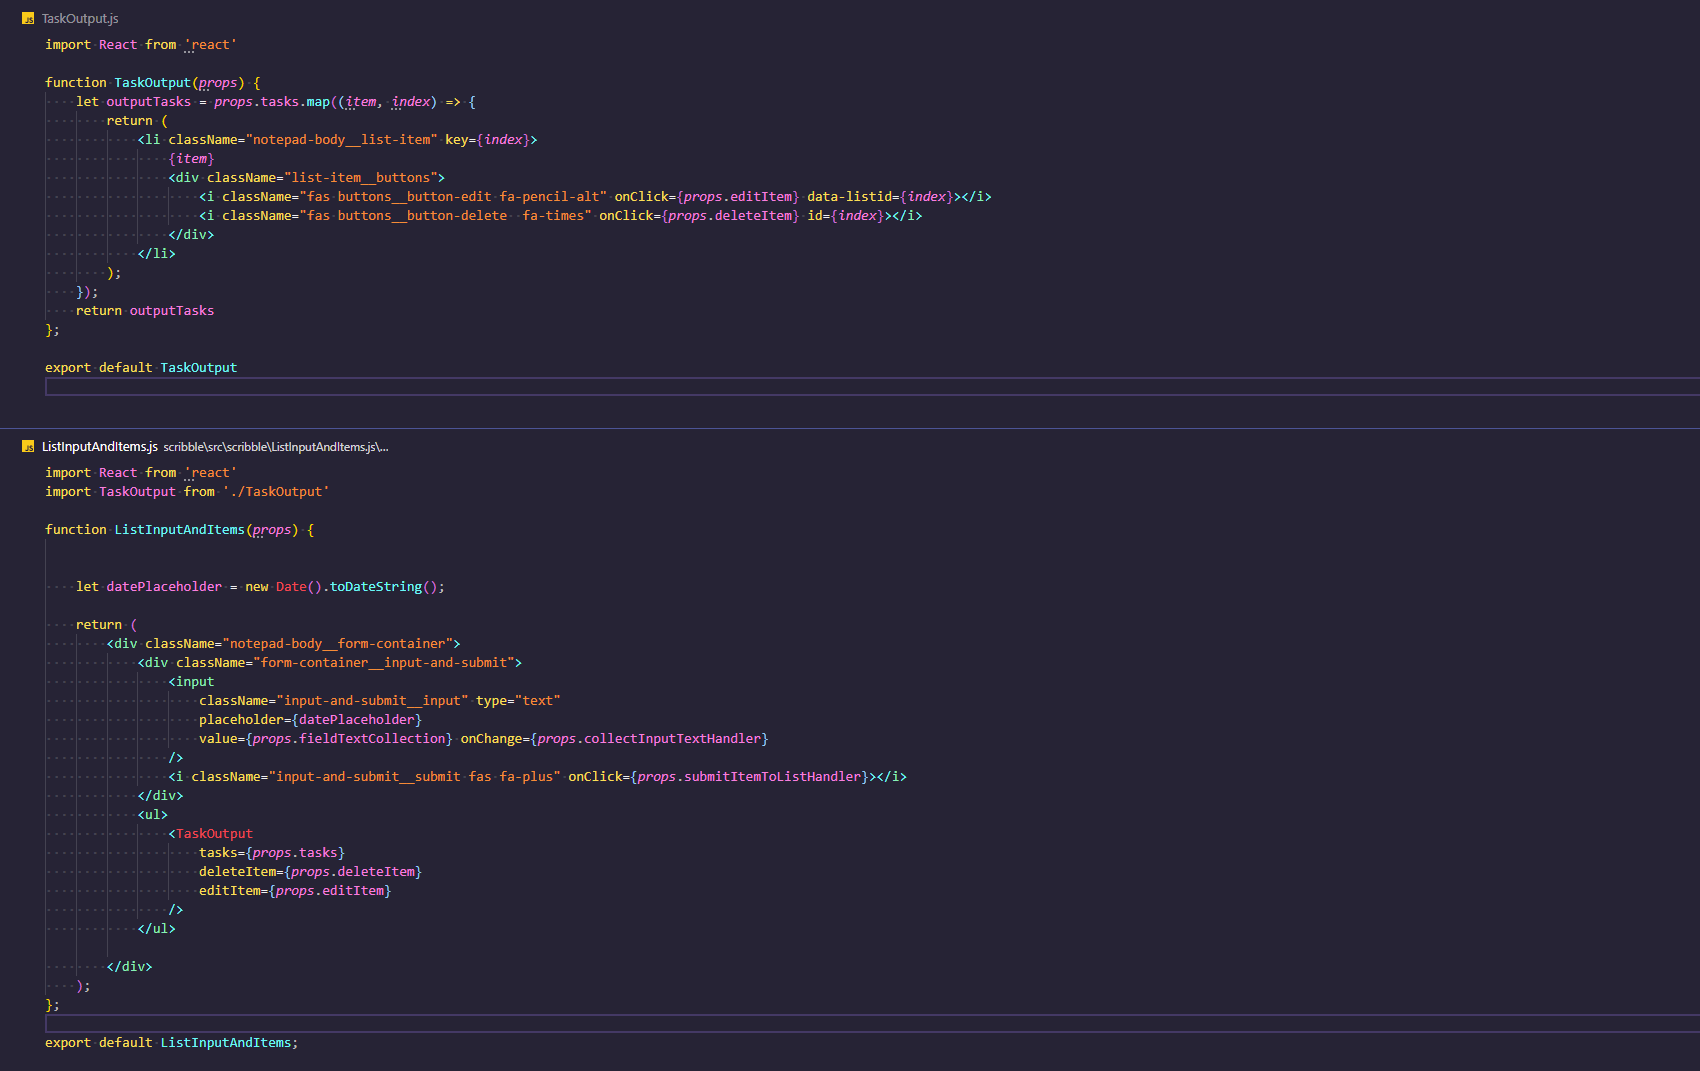 JS TaskOutput.js
import React from 'react'
function TaskOutput(props) {
let outputTasks = props.tasks.map((item, index) => {
return (
<li className="notepad-body__list-item" key={index}>
{item}
<div className="list-item__buttons">
<i className="fas buttons__button-edit fa-pencil-alt" onClick={props.editItem} data-listid={index}></i>
<i className="fas buttons__button-delete  fa-times" onClick={props.deleteItem} id={index}></i>
</div>
</li>
);
});
return outputTasks
};
export default TaskOutput
JS ListInputAndItems.js scribble\src\scribble\ListInputAndItems.js\...
import React from 'react'
import TaskOutput from './TaskOutput'
function ListInputAndItems(props) {
let datePlaceholder = new Date().toDateString();
return (
<div className="notepad-body__form-container">
<div className="form-container__input-and-submit">
<input
className="input-and-submit__input" type="text"
placeholder={datePlaceholder}
value={props.fieldTextCollection} onChange={props.collectInputTextHandler}
/>
<i className="input-and-submit__submit fas fa-plus" onClick={props.submitItemToListHandler}></i>
</div>
<ul>
<TaskOutput
tasks={props.tasks}
deleteItem={props.deleteItem}
editItem={props.editItem}
/>
</ul>
</div>
);
};
export default ListInputAndItems;